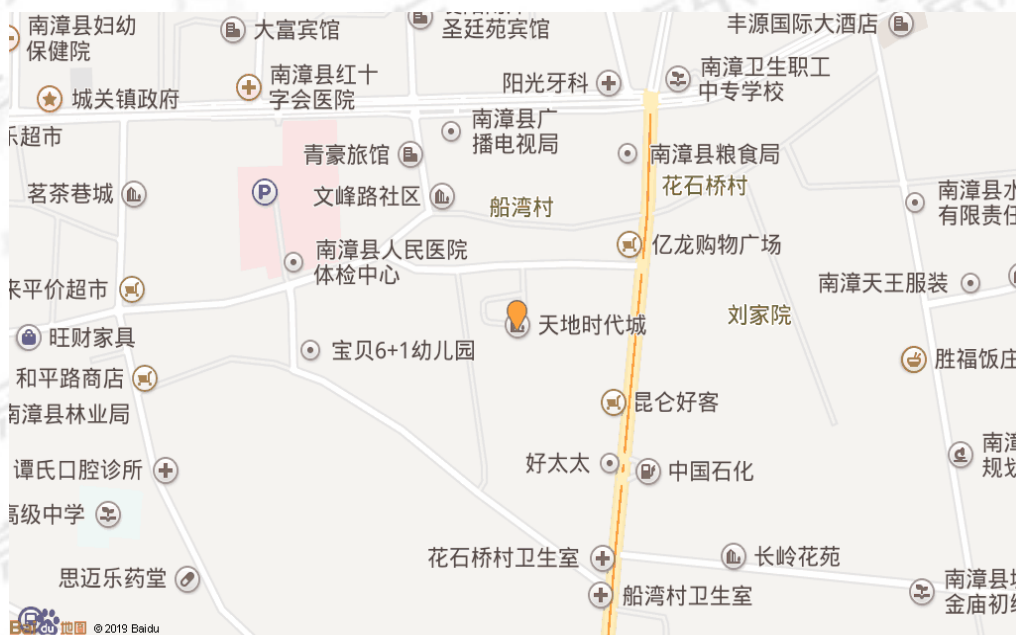 南漳县妇幼
保健院
大富宾馆
圣廷苑宾馆
丰源国际大酒店
南漳县红十
字会医院
阳光牙科
南漳卫生职工
中专学校
城关镇政府
乐超市
南漳县广
播电视局
青豪旅馆
南漳县粮食局
茗茶巷城
P
文峰路社区
船湾村
花石桥村
南漳县水
有限责任
南漳县人民医院
体检中心
亿龙购物广场
来平价超市
南漳天王服装
旺财家具
天地时代城
刘家院
宝贝6+1幼儿园
胜福饭庄
和平路商店
昆仑好客
南漳县林业局
南漳
规划
谭氏口腔诊所
好太太
中国石化
高级中学
花石桥村卫生室
长岭花苑
思迈乐药堂
船湾村卫生室
南漳县城
金庙初级
Bai du 地图 © 2019 Baidu